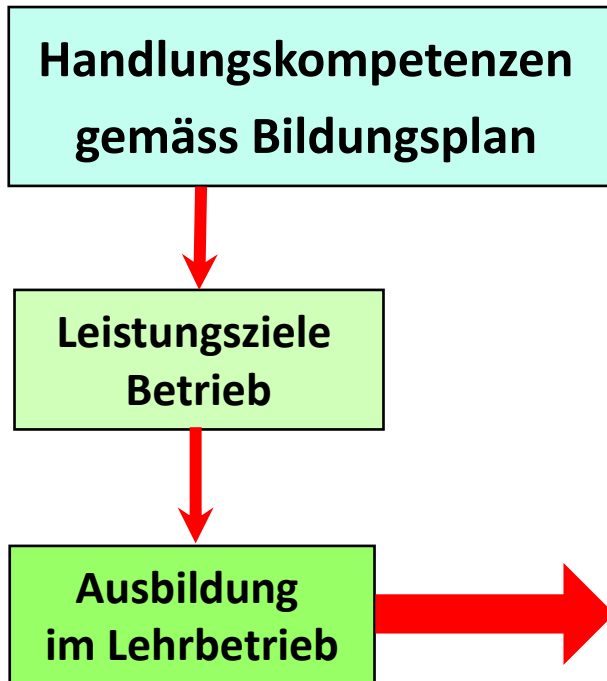 Handlungskompetenzen
gemäss Bildungsplan
Leistungsziele
Betrieb
Ausbildung
im Lehrbetrieb